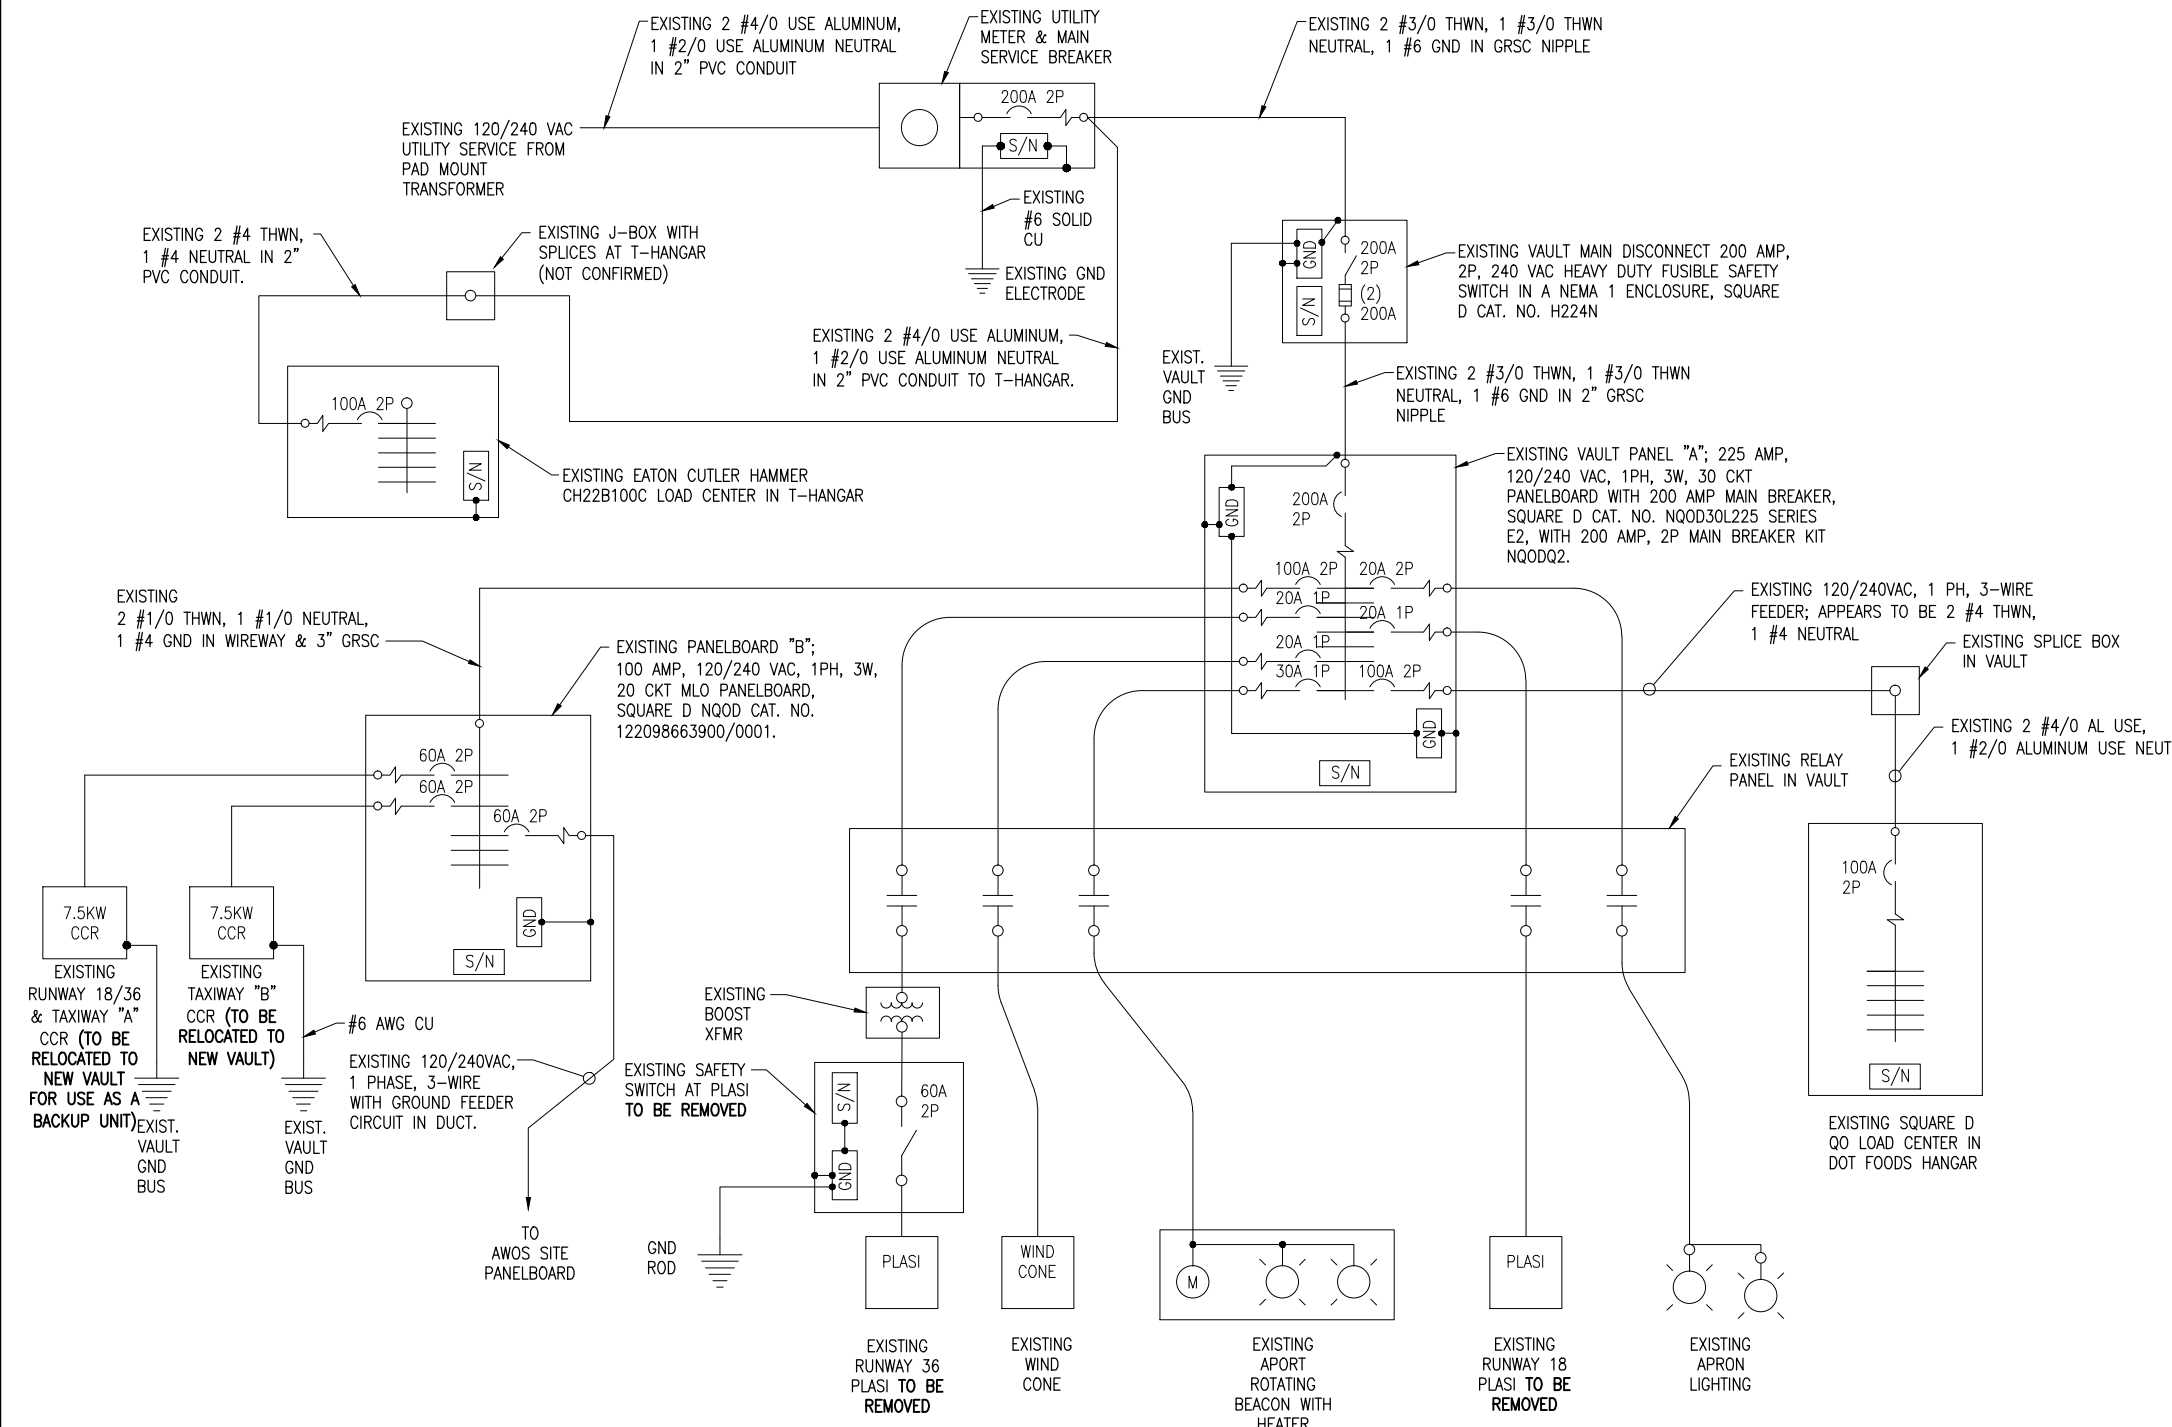 EXISTING 2 #4/0 USE ALUMINUM,
1 #2/0 USE ALUMINUM NEUTRAL
IN 2" PVC CONDUIT
EXISTING UTILITY
METER & MAIN
SERVICE BREAKER
EXISTING 2 #3/0 THWN, 1 #3/0 THWN
NEUTRAL, 1 #6 GND IN GRSC NIPPLE
200A 2P
S/N
EXISTING 120/240 VAC
UTILITY SERVICE FROM
PAD MOUNT
TRANSFORMER
EXISTING
#6 SOLID
CU
EXISTING GND
ELECTRODE
EXISTING 2 #4 THWN,
1 #4 NEUTRAL IN 2"
PVC CONDUIT.
EXISTING J-BOX WITH
SPLICES AT T-HANGAR
(NOT CONFIRMED)
GND
S/N
200A
2P
(2)
200A
EXISTING VAULT MAIN DISCONNECT 200 AMP,
2P, 240 VAC HEAVY DUTY FUSIBLE SAFETY
SWITCH IN A NEMA 1 ENCLOSURE, SQUARE
D CAT. NO. H224N
EXISTING 2 #4/0 USE ALUMINUM,
1 #2/0 USE ALUMINUM NEUTRAL
IN 2" PVC CONDUIT TO T-HANGAR.
EXIST.
VAULT
GND
BUS
EXISTING 2 #3/0 THWN, 1 #3/0 THWN
NEUTRAL, 1 #6 GND IN 2" GRSC
NIPPLE
100A 2P
S/N
EXISTING EATON CUTLER HAMMER
CH22B100C LOAD CENTER IN T-HANGAR
EXISTING VAULT PANEL "A"; 225 AMP,
120/240 VAC, 1PH, 3W, 30 CKT
PANELBOARD WITH 200 AMP MAIN BREAKER,
SQUARE D CAT. NO. NQOD30L225 SERIES
E2, WITH 200 AMP, 2P MAIN BREAKER KIT
NQODQ2.
GND
200A
2P
100A 2P
20A 2P
20A 1P
20A 1P
20A 1P
30A 1P
100A 2P
GND
S/N
EXISTING
2 #1/0 THWN, 1 #1/0 NEUTRAL,
1 #4 GND IN WIREWAY & 3" GRSC
EXISTING PANELBOARD "B";
100 AMP, 120/240 VAC, 1PH, 3W,
20 CKT MLO PANELBOARD,
SQUARE D NQOD CAT. NO.
122098663900/0001.
EXISTING 120/240VAC, 1 PH, 3-WIRE
FEEDER; APPEARS TO BE 2 #4 THWN,
1 #4 NEUTRAL
EXISTING SPLICE BOX
IN VAULT
EXISTING 2 #4/0 AL USE,
1 #2/0 ALUMINUM USE NEUT
EXISTING RELAY
PANEL IN VAULT
60A 2P
60A 2P
60A 2P
GND
S/N
7.5KW
CCR
7.5KW
CCR
EXISTING
RUNWAY 18/36
& TAXIWAY "A"
CCR (TO BE
RELOCATED TO
NEW VAULT
FOR USE AS A
BACKUP UNIT)
EXISTING
TAXIWAY "B"
CCR (TO BE
RELOCATED TO
NEW VAULT)
#6 AWG CU
EXIST.
VAULT
GND
BUS
EXIST.
VAULT
GND
BUS
EXISTING 120/240VAC,
1 PHASE, 3-WIRE
WITH GROUND FEEDER
CIRCUIT IN DUCT.
TO
AWOS SITE
PANELBOARD
EXISTING
BOOST
XFMR
EXISTING SAFETY
SWITCH AT PLASI
TO BE REMOVED
S/N
GND
60A
2P
GND
ROD
100A
2P
S/N
EXISTING SQUARE D
QO LOAD CENTER IN
DOT FOODS HANGAR
PLASI
WIND
CONE
M
PLASI
EXISTING
RUNWAY 36
PLASI TO BE
REMOVED
EXISTING
WIND
CONE
EXISTING
APORT
ROTATING
BEACON WITH
HEATER
EXISTING
RUNWAY 18
PLASI TO BE
REMOVED
EXISTING
APRON
LIGHTING